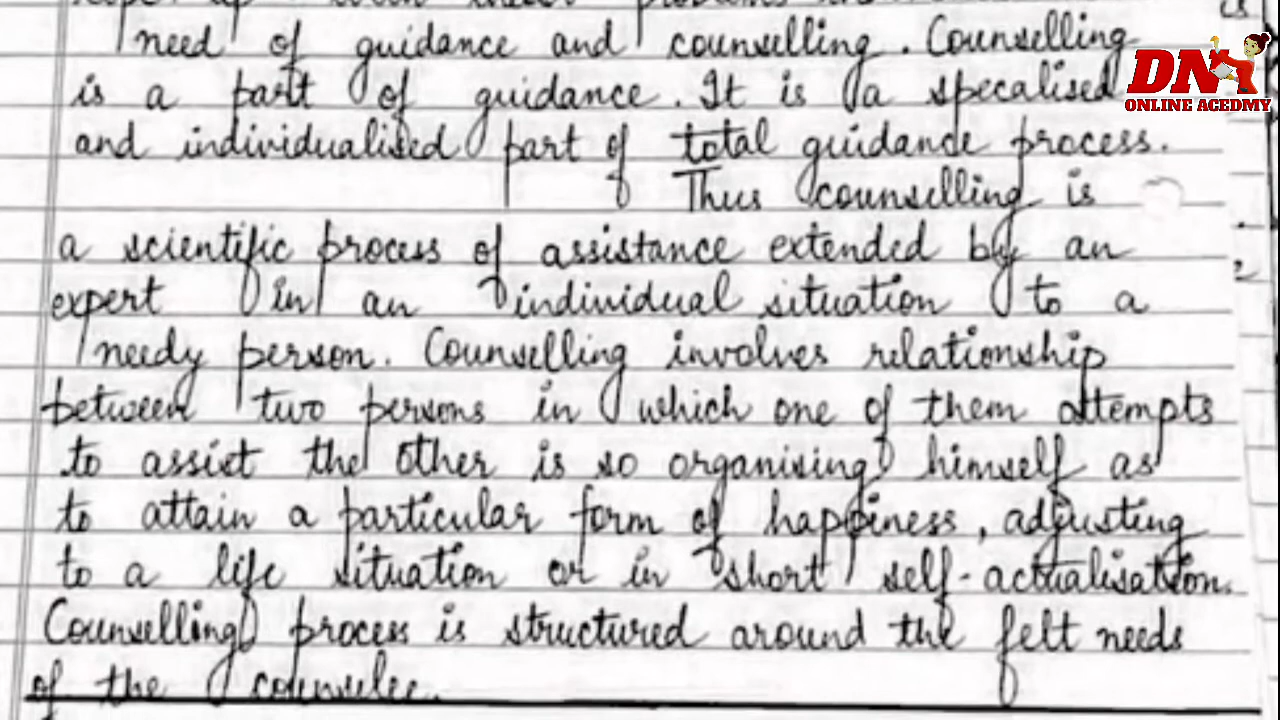 need of guidance and counselling. Counselling
is a part of guidance. It is a specalised
and individualised part of total guidance process.
Thus counselling is
a scientific process of assistance extended by an
expert in an individual situation to a
needy person. Counselling involves relationship
between two persons in which one of them attempts
to assist the other is so organising himself as
to attain a particular form of happiness, adjusting
to a life situation or in short self-actualisation.
Counselling process is structured around the felt needs
of the counselee.
DN
ONLINE ACEDMY
is